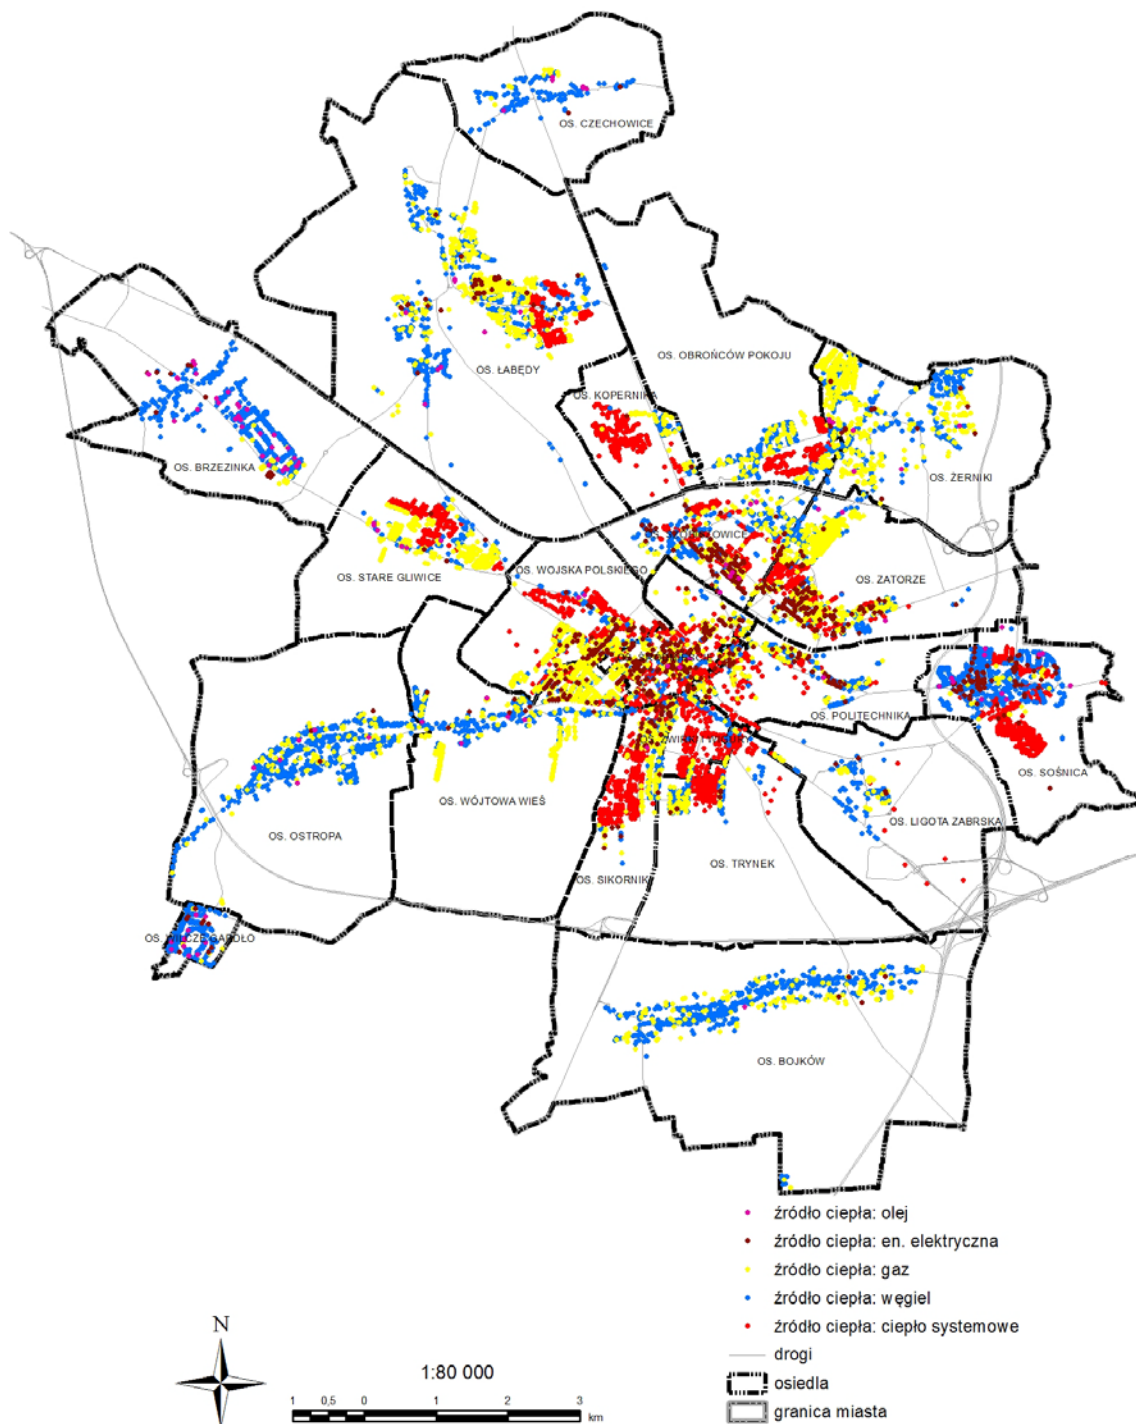 OS. CZECHOWICE
OS. OBROŃCÓW POKOJU
OS. ŁABĘDY
OS. KOPERNIKA
OS. BRZEZINKA
OS. ŻERNIKI
OS. STARE GLIWICE
OS. WOJSKA POLSKIEGO
OS. ZATORZE
OS. POLITECHNIKA
OS. SOŚNICA
OS. WÓJTOWA WIEŚ
OS. OSTROPA
OS. LIGOTA ZABRSKA
OS. TRYNEK
OS. SIKORNIK
OS. WILCZE GARDŁO
OS. BOJKÓW
źródło ciepła: olej
źródło ciepła: en. elektryczna
źródło ciepła: gaz
źródło ciepła: węgiel
źródło ciepła: ciepło systemowe
drogi
osiedla
granica miasta
N
1:80 000
1 0,5 0 1 2 3
km